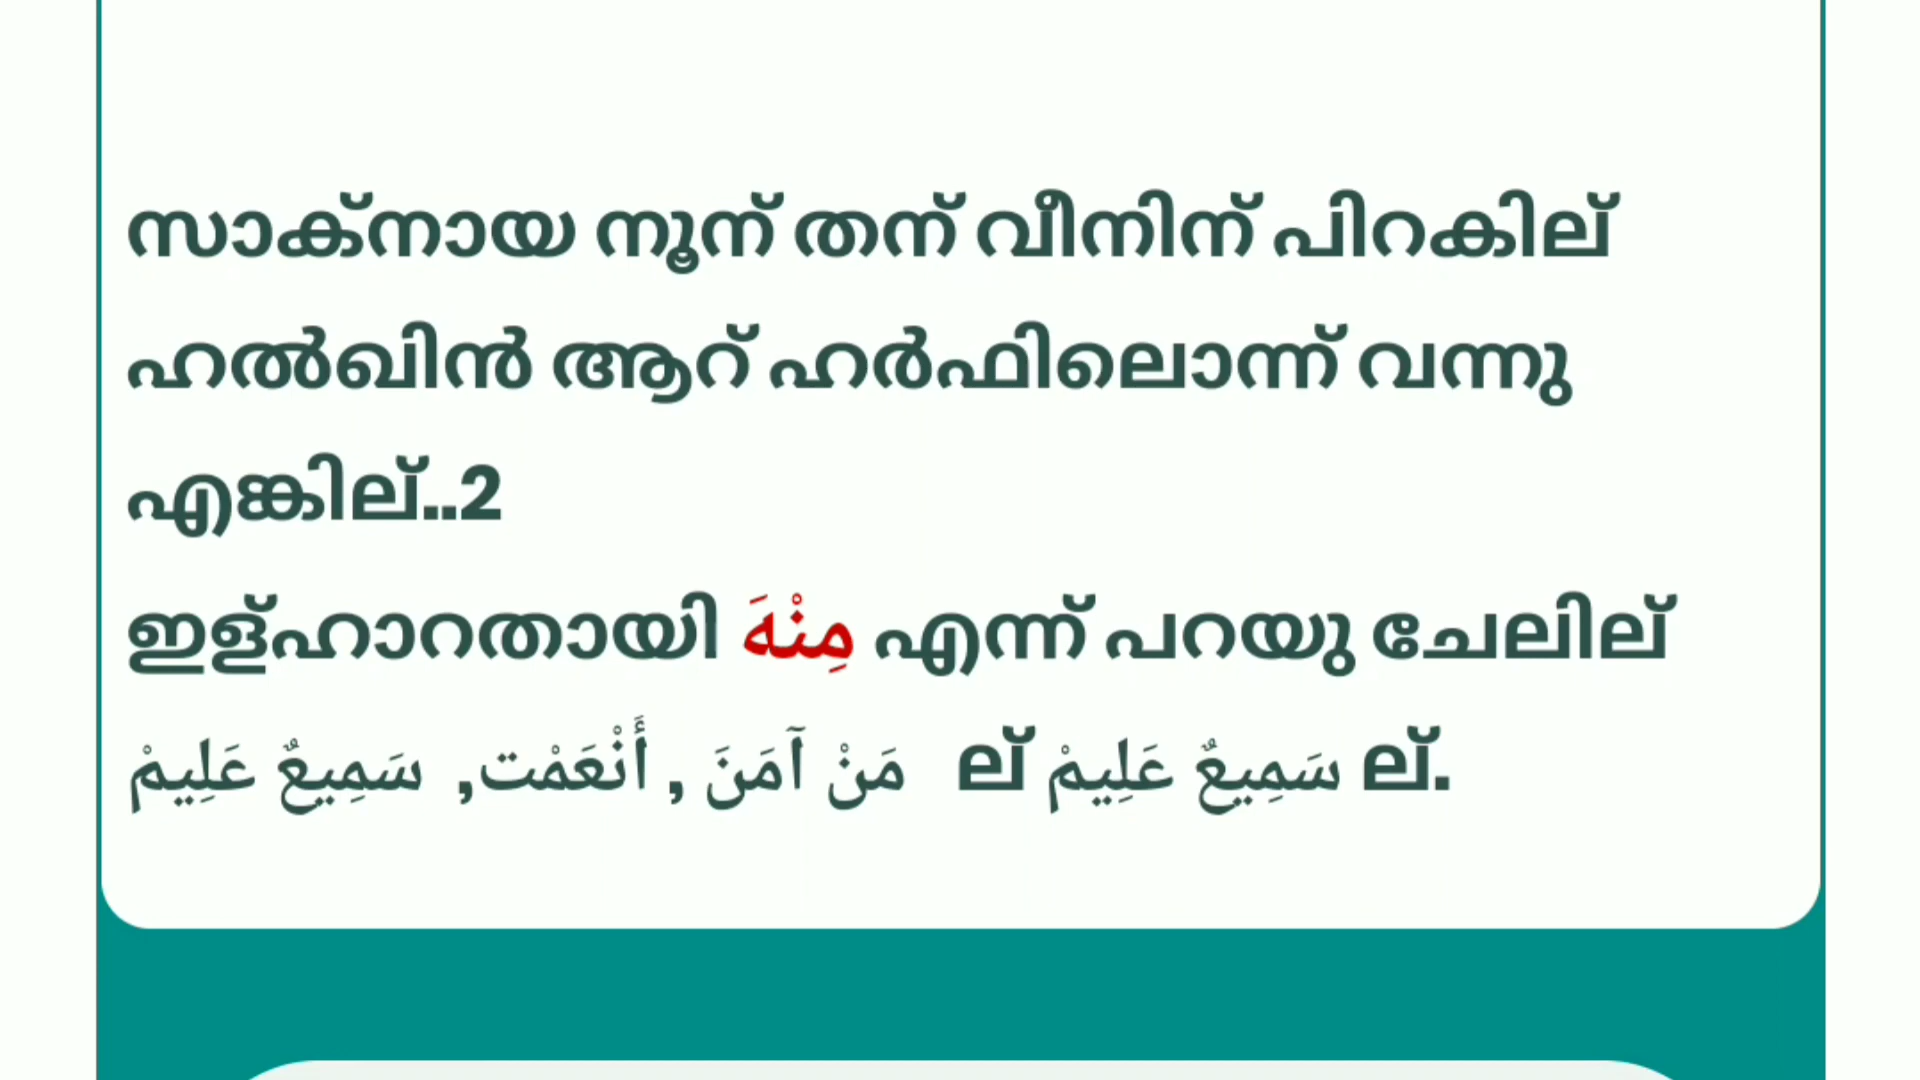 സാക്നായ നൂന് തന് വീനിന് പിറകില്
ഹൽഖിൻ ആറ് ഹർഫിലൊന്ന് വന്നു
എങ്കില്..2
ഇള്ഹാറതായി مِنْهَ എന്ന് പറയു ചേലില്
سَمِيعٌ عَلِيمْ ,مَنْ آمَنَ , أَنْعَمْت ല് سَمِيعٌ عَلِيمْ ല്.